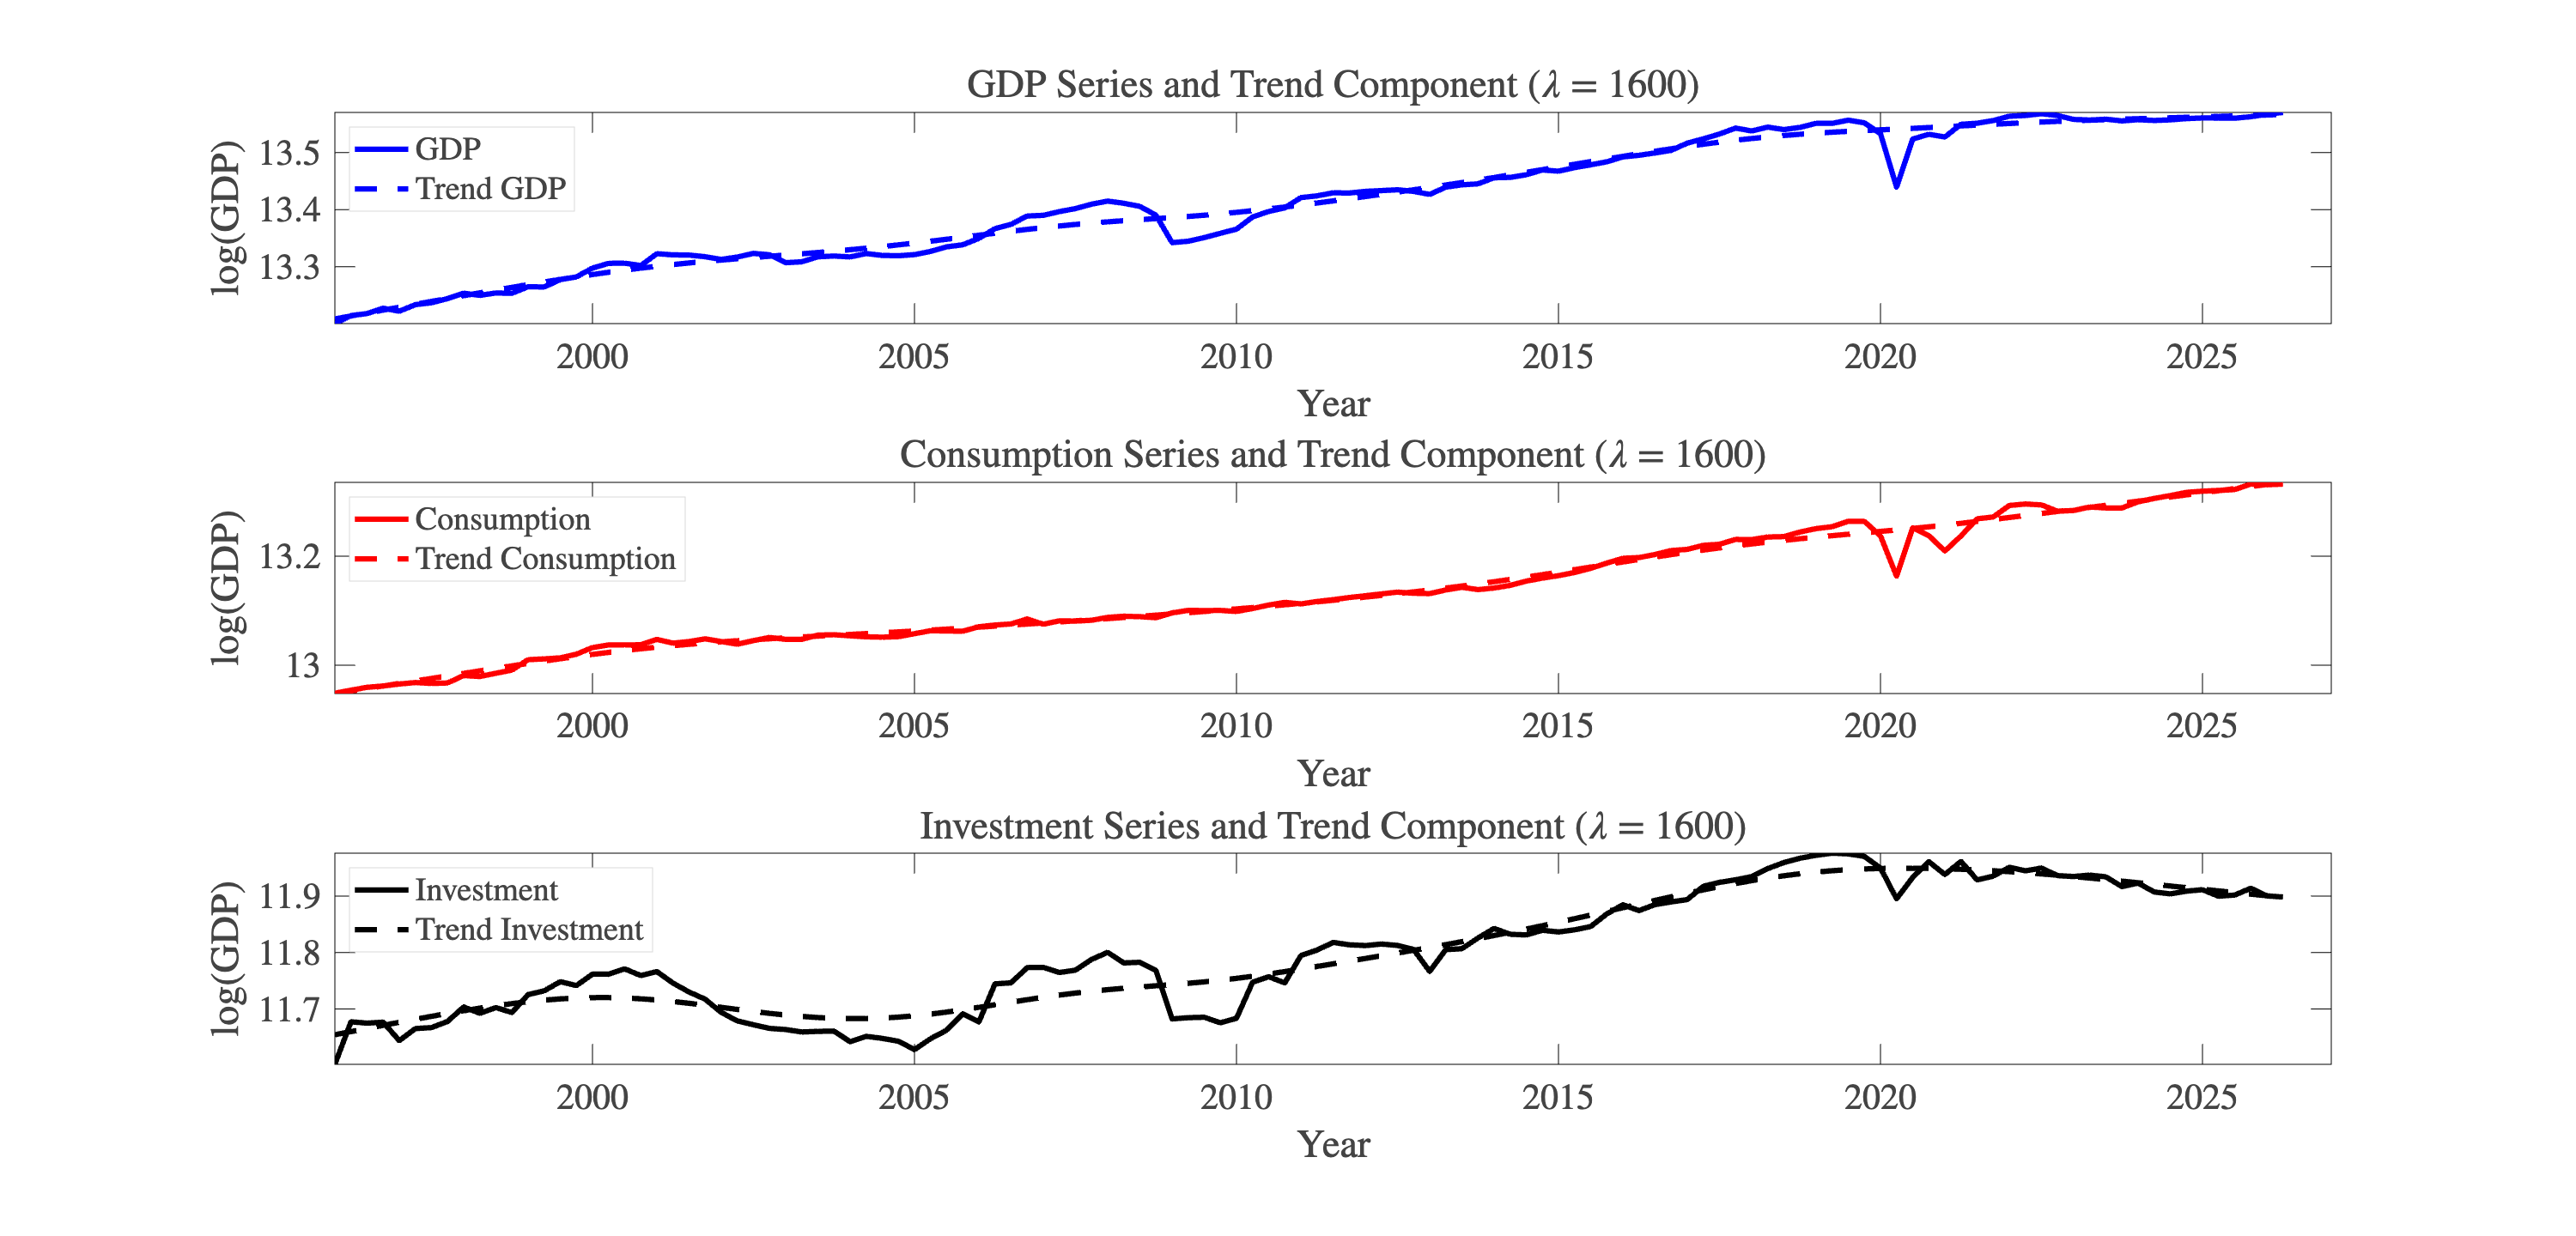 GDP Series and Trend Component (λ = 1600)
GDP
Trend GDP
log(GDP)
13.5
13.4
13.3
2000 2005 2010 2015 2020 2025
Year
Consumption Series and Trend Component (λ = 1600)
Consumption
Trend Consumption
log(GDP)
13.2
13
2000 2005 2010 2015 2020 2025
Year
Investment Series and Trend Component (λ = 1600)
Investment
Trend Investment
log(GDP)
11.9
11.8
11.7
2000 2005 2010 2015 2020 2025
Year